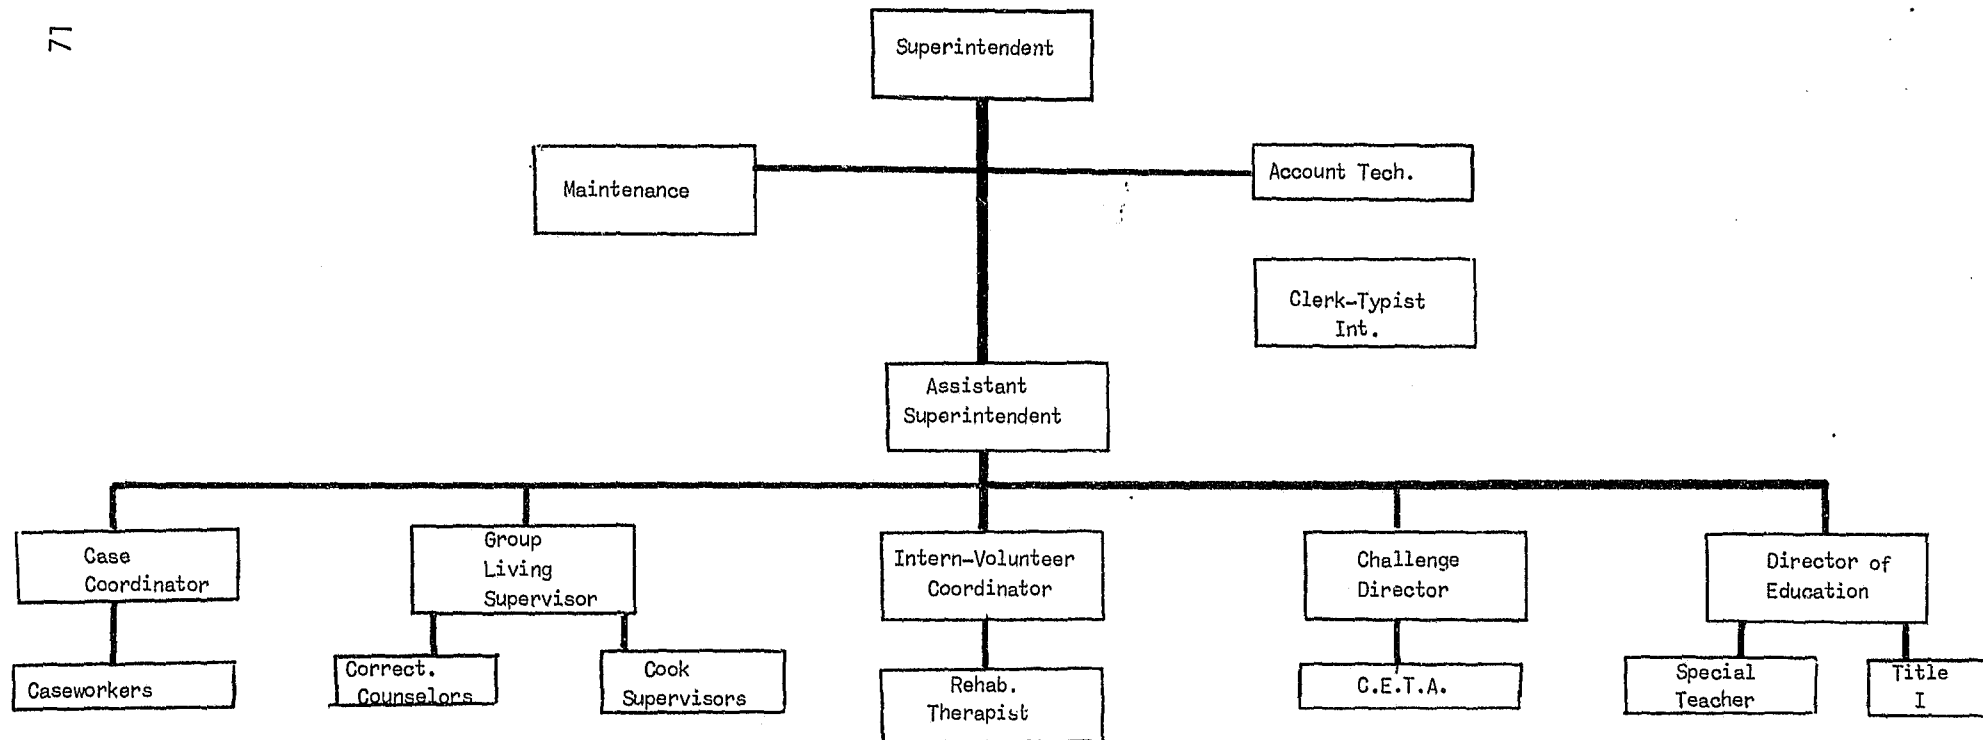 71
Superintendent
Maintenance
Account Tech.
Clerk-Typist
Int.
Assistant
Superintendent
Case
Coordinator
Group
Living
Supervisor
Intern-Volunteer
Coordinator
Challenge
Director
Director of
Education
Caseworkers
Correct.
Counselors
Cook
Supervisors
Rehab.
Therapist
C.E.T.A.
Special
Teacher
Title
I